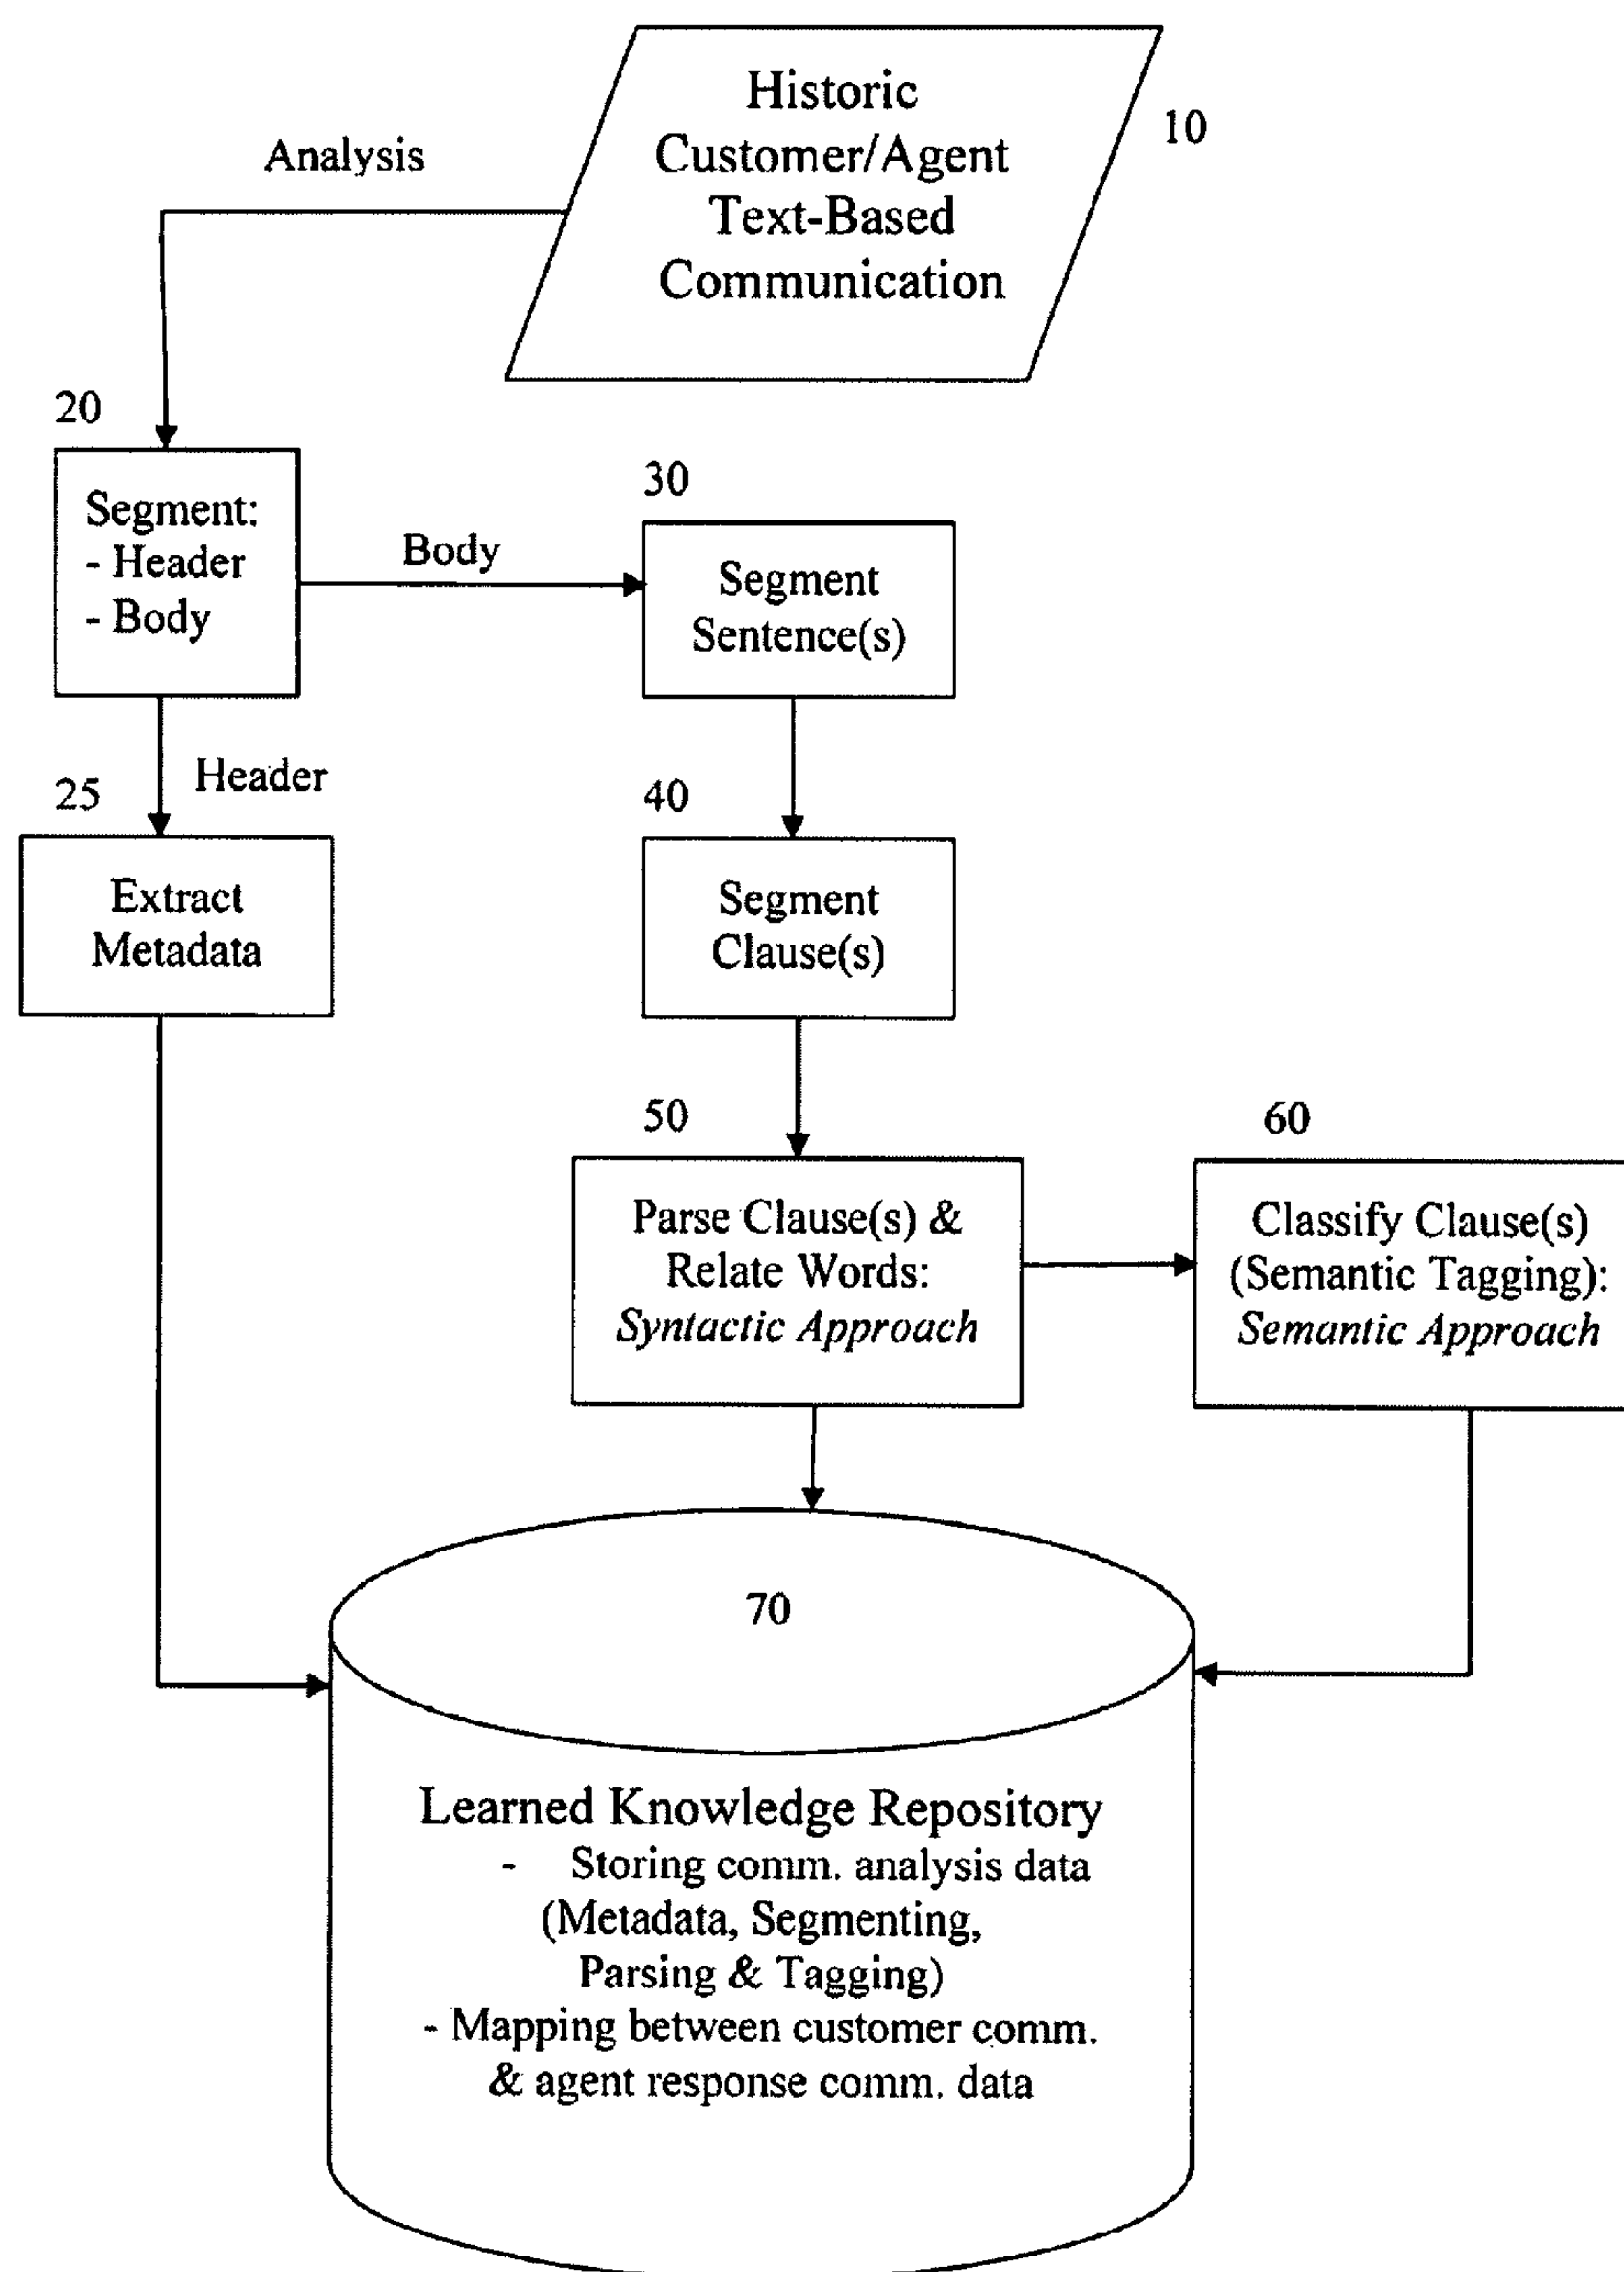 Historic
Customer/Agent
Text-Based
Communication
10
Analysis
20
Segment:
- Header
- Body
Body
30
Segment
Sentence(s)
Header
25
Extract
Metadata
40
Segment
Clause(s)
50
Parse Clause(s) &
Relate Words:
Syntactic Approach
60
Classify Clause(s)
(Semantic Tagging):
Semantic Approach
70
Learned Knowledge Repository
- Storing comm. analysis data
(Metadata, Segmenting,
Parsing & Tagging)
- Mapping between customer comm.
& agent response comm. data